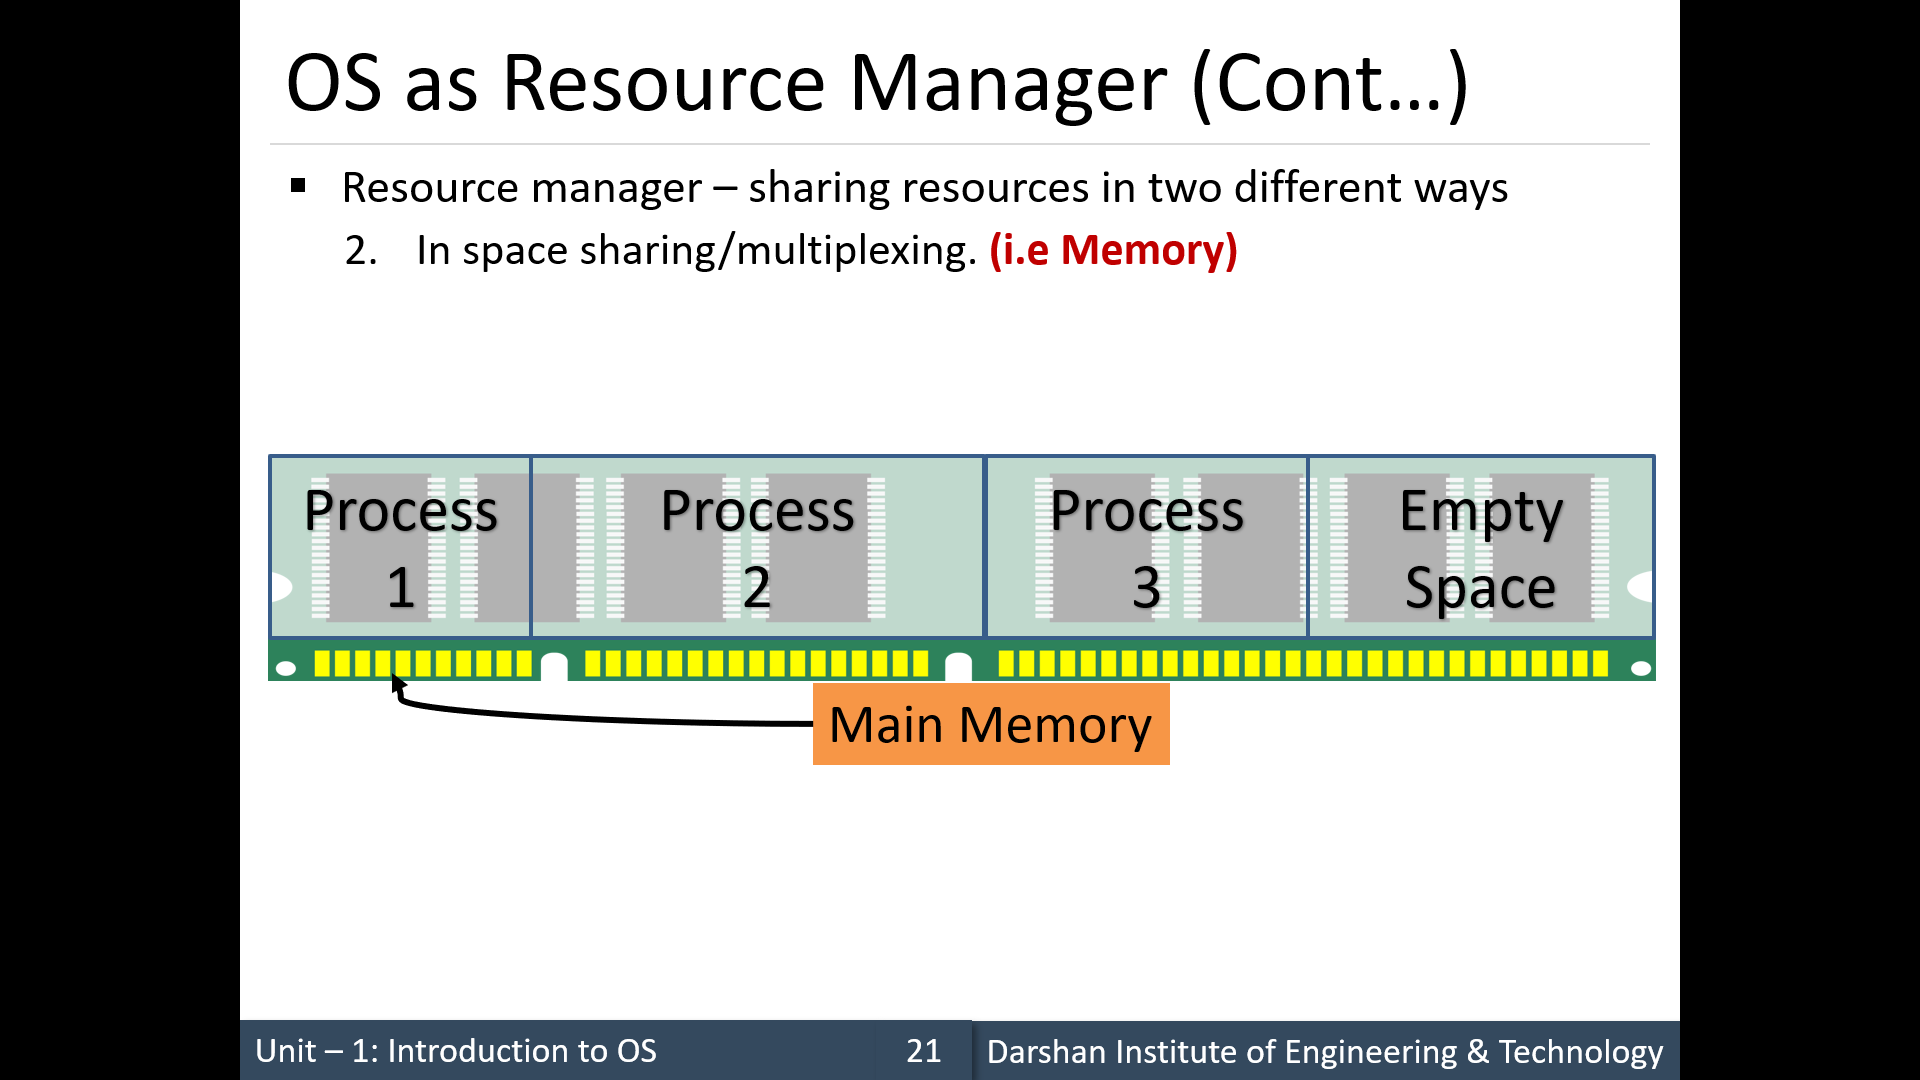 OS as Resource Manager (Cont…)
▪ Resource manager – sharing resources in two different ways
2. In space sharing/multiplexing. (i.e Memory)
Process 1
Process 2
Process 3
Empty Space
Main Memory
Unit – 1: Introduction to OS
21
Darshan Institute of Engineering & Technology